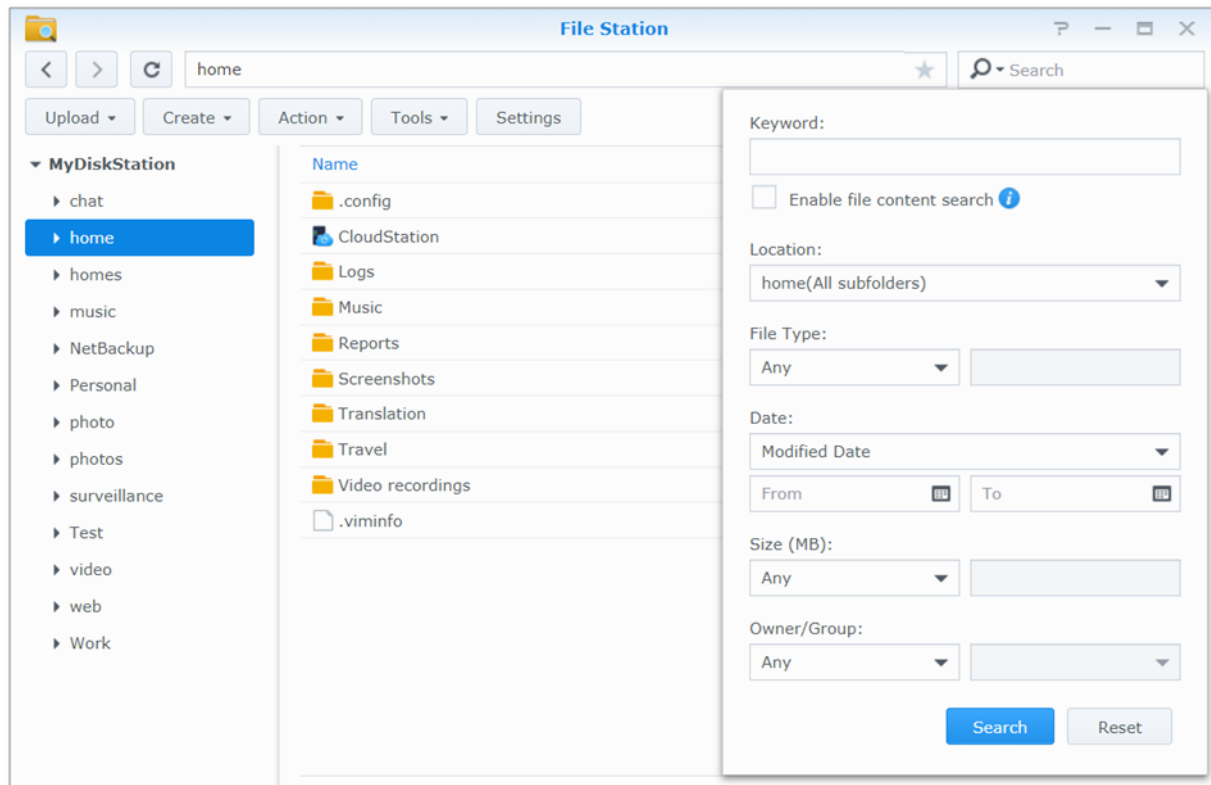 File Station
home
Search
Upload Create Action Tools Settings
MyDiskStation
chat
home
homes
music
NetBackup
Personal
photo
photos
surveillance
Test
video
web
Work
Name
.config
CloudStation
Logs
Music
Reports
Screenshots
Translation
Travel
Video recordings
.viminfo
Keyword:
Enable file content search
Location:
home(All subfolders)
File Type:
Any
Date:
Modified Date
From To
Size (MB):
Any
Owner/Group:
Any
Search Reset